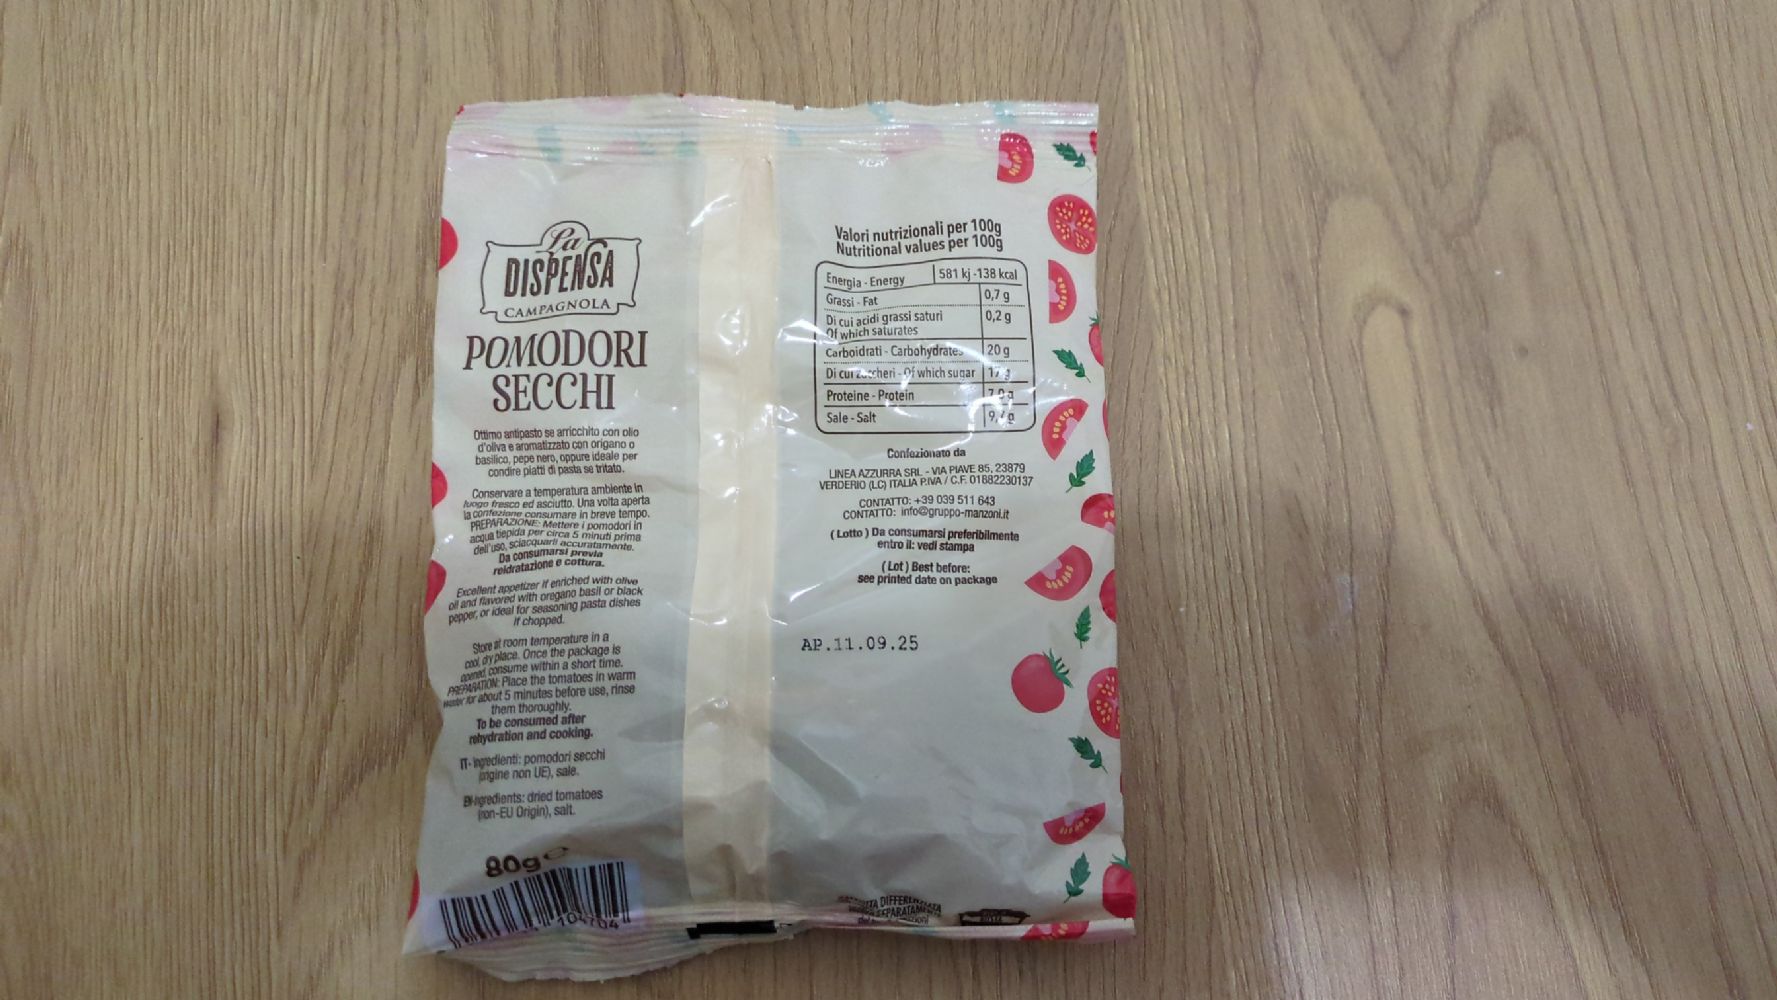 La
DISPENSA
CAMPAGNOLA
POMODORI
SECCHI
Ottimo antipasto se arricchito con olio
d'oliva e aromatizzato con origano o
basilico, pepe nero, oppure ideale per
condire piatti di pasta se tritato.
Conservare a temperatura ambiente in
luogo fresco ed asciutto. Una volta aperta
la confezione consumare in breve tempo.
PREPARAZIONE: Mettere i pomodori in
acqua tiepida per circa 5 minuti prima
dell'uso, sciacquarli accuratamente.
Da consumarsi previa
reidratazione e cottura.
Excellent appetizer if enriched with olive
oil and flavored with oregano basil or black
pepper, or ideal for seasoning pasta dishes
if chopped.
Store at room temperature in a
cool, dry place. Once the package is
opened, consume within a short time.
PREPARATION: Place the tomatoes in warm
water for about 5 minutes before use, rinse
them thoroughly.
To be consumed after
rehydration and cooking.
IT- Ingredienti: pomodori secchi
(origine non UE), sale.
EN-Ingredients: dried tomatoes
(non-EU Origin), salt.
80g e
104704
Valori nutrizionali per 100g
Nutritional values per 100g
Energia - Energy 581 kj -138 kcal
Grassi - Fat 0,7 g
Di cui acidi grassi saturi 0,2 g
Of which saturates
Carboidrati - Carbohydrates 20 g
Di cui zuccheri - Of which sugar 17 g
Proteine - Protein 7,0 g
Sale - Salt
Confezionato da
LINEA AZZURRA SRL - VIA PIAVE 85, 23879
VERDERIO (LC) ITALIA P.IVA / C.F. 01882230137
CONTATTO: +39 039 511 643
CONTATTO: info@gruppo-manzoni.it
( Lotto ) Da consumarsi preferibilmente
entro il: vedi stampa
( Lot ) Best before:
see printed date on package
AP.11.09.25
DIFFERENZIATA
SEPARATAMENTE